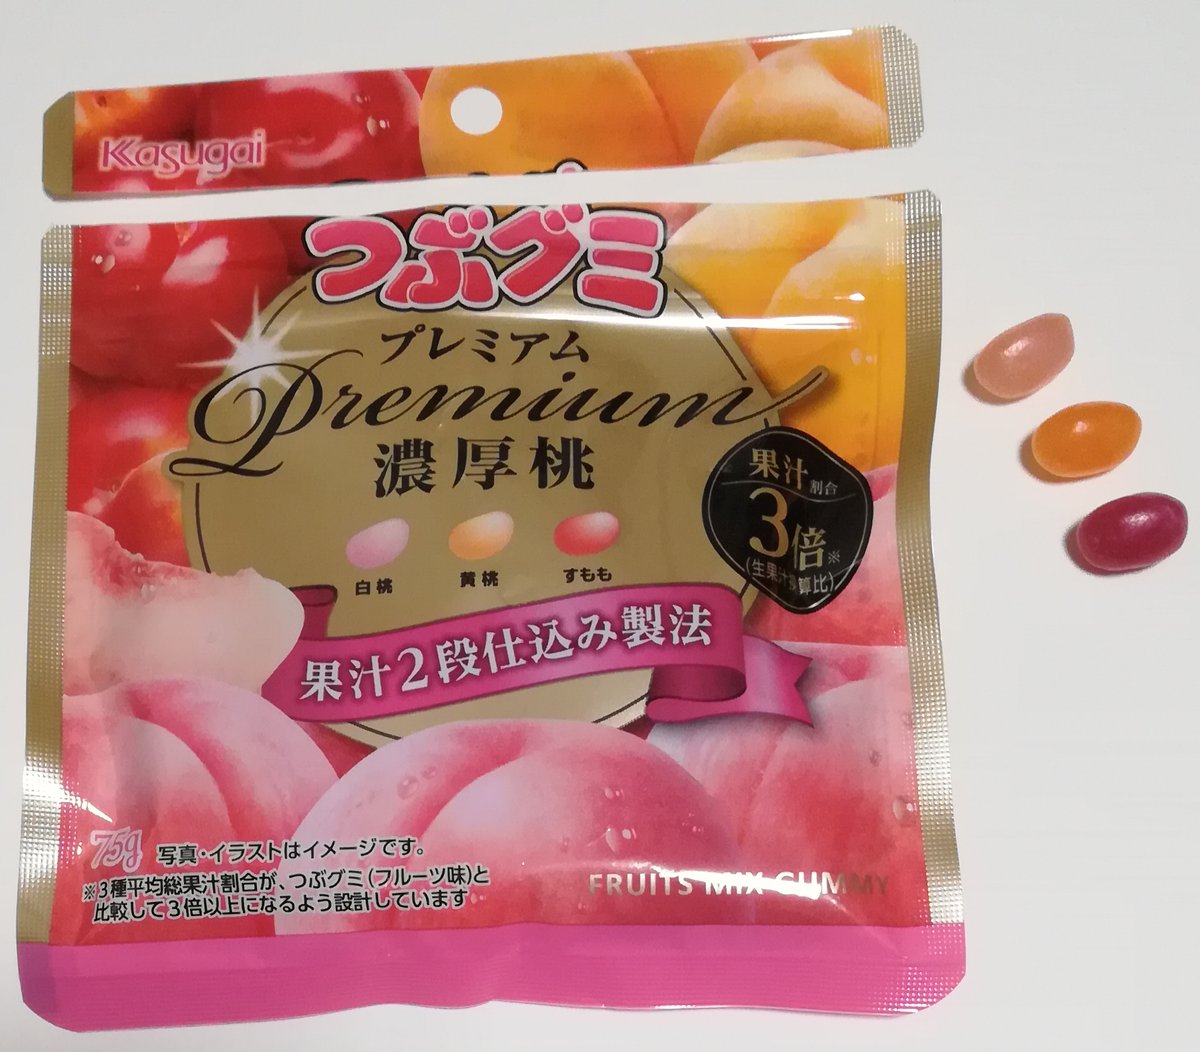 Kasugai
つぶグミ
プレミアム
Premium
濃厚桃
白桃 黄桃 すもも
果汁割合
3倍※
(生果汁換算比)
果汁2段仕込み製法
75g 写真・イラストはイメージです。
※3種平均総果汁割合が、つぶグミ(フルーツ味)と
比較して3倍以上になるよう設計しています
FRUiTS MIX GUMMY